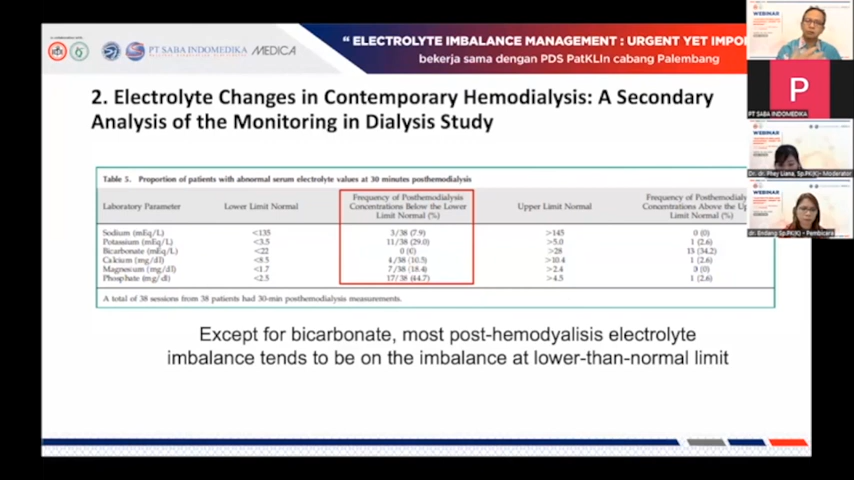 PT SABA INDOMEDIKA
MEDICA
“ ELECTROLYTE IMBALANCE MANAGEMENT : URGENT YET IMPO
bekerja sama dengan PDS PatKLIn cabang Palembang
2. Electrolyte Changes in Contemporary Hemodialysis: A Secondary
Analysis of the Monitoring in Dialysis Study
Table 5. Proportion of patients with abnormal serum electrolyte values at 30 minutes posthemodialysis
Laboratory Parameter Lower Limit Normal Frequency of Posthemodialysis Concentrations Below the Lower Limit Normal (%) Upper Limit Normal Frequency of Posthemodialy Concentrations Above the Up Limit Normal (%)
Sodium (mEq/L) <135 3/38 (7.9) >145 0 (0)
Potassium (mEq/L) <3.5 11/38 (29.0) >5.0 1 (2.6)
Bicarbonate (mEq/L) <22 0 (0) >28 13 (34.2)
Calcium (mg/dl) <8.5 4/38 (10.5) >10.4 1 (2.6)
Magnesium (mg/dl) <1.7 7/38 (18.4) >2.4 0 (0)
Phosphate (mg/dl) <2.5 17/38 (44.7) >4.5 1 (2.6)
A total of 38 sessions from 38 patients had 30-min posthemodialysis measurements.
Except for bicarbonate, most post-hemodyalisis electrolyte
imbalance tends to be on the imbalance at lower-than-normal limit
WEBINAR
P
PT SABA INDOMEDIKA
WEBINAR
Dr. dr. Phey Liana, Sp.PK(K)- Moderator
WEBINAR
dr. Endang Sp.PK(K) - Pembicara